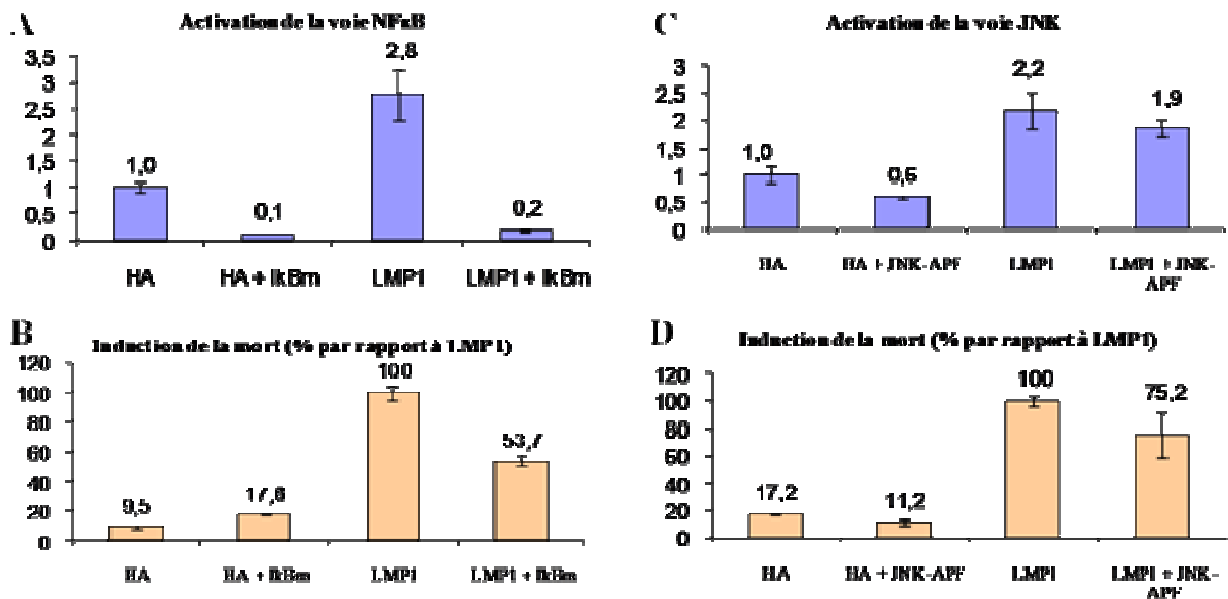 A
Activation de la voie NFκB
3,5
3
2,5
2
1,5
1
0,5
0
1,0
0,1
2,8
0,2
HA
HA + IkBm
LMP1
LMP1 + IkBm
B
Induction de la mort (% par rapport à LMP1)
120
100
80
60
40
20
0
9,5
17,8
100
53,7
HA
HA + IkBm
LMP1
LMP1 + IkBm
C
Activation de la voie JNK
3
2,5
2
1,5
1
0,5
0
1,0
0,6
2,2
1,9
HA
HA + JNK-APF
LMP1
LMP1 + JNK-
APF
D
Induction de la mort (% par rapport à LMP1)
120
100
80
60
40
20
0
17,2
11,2
100
75,2
HA
HA + JNK-APF
LMP1
LMP1 + JNK-
APF